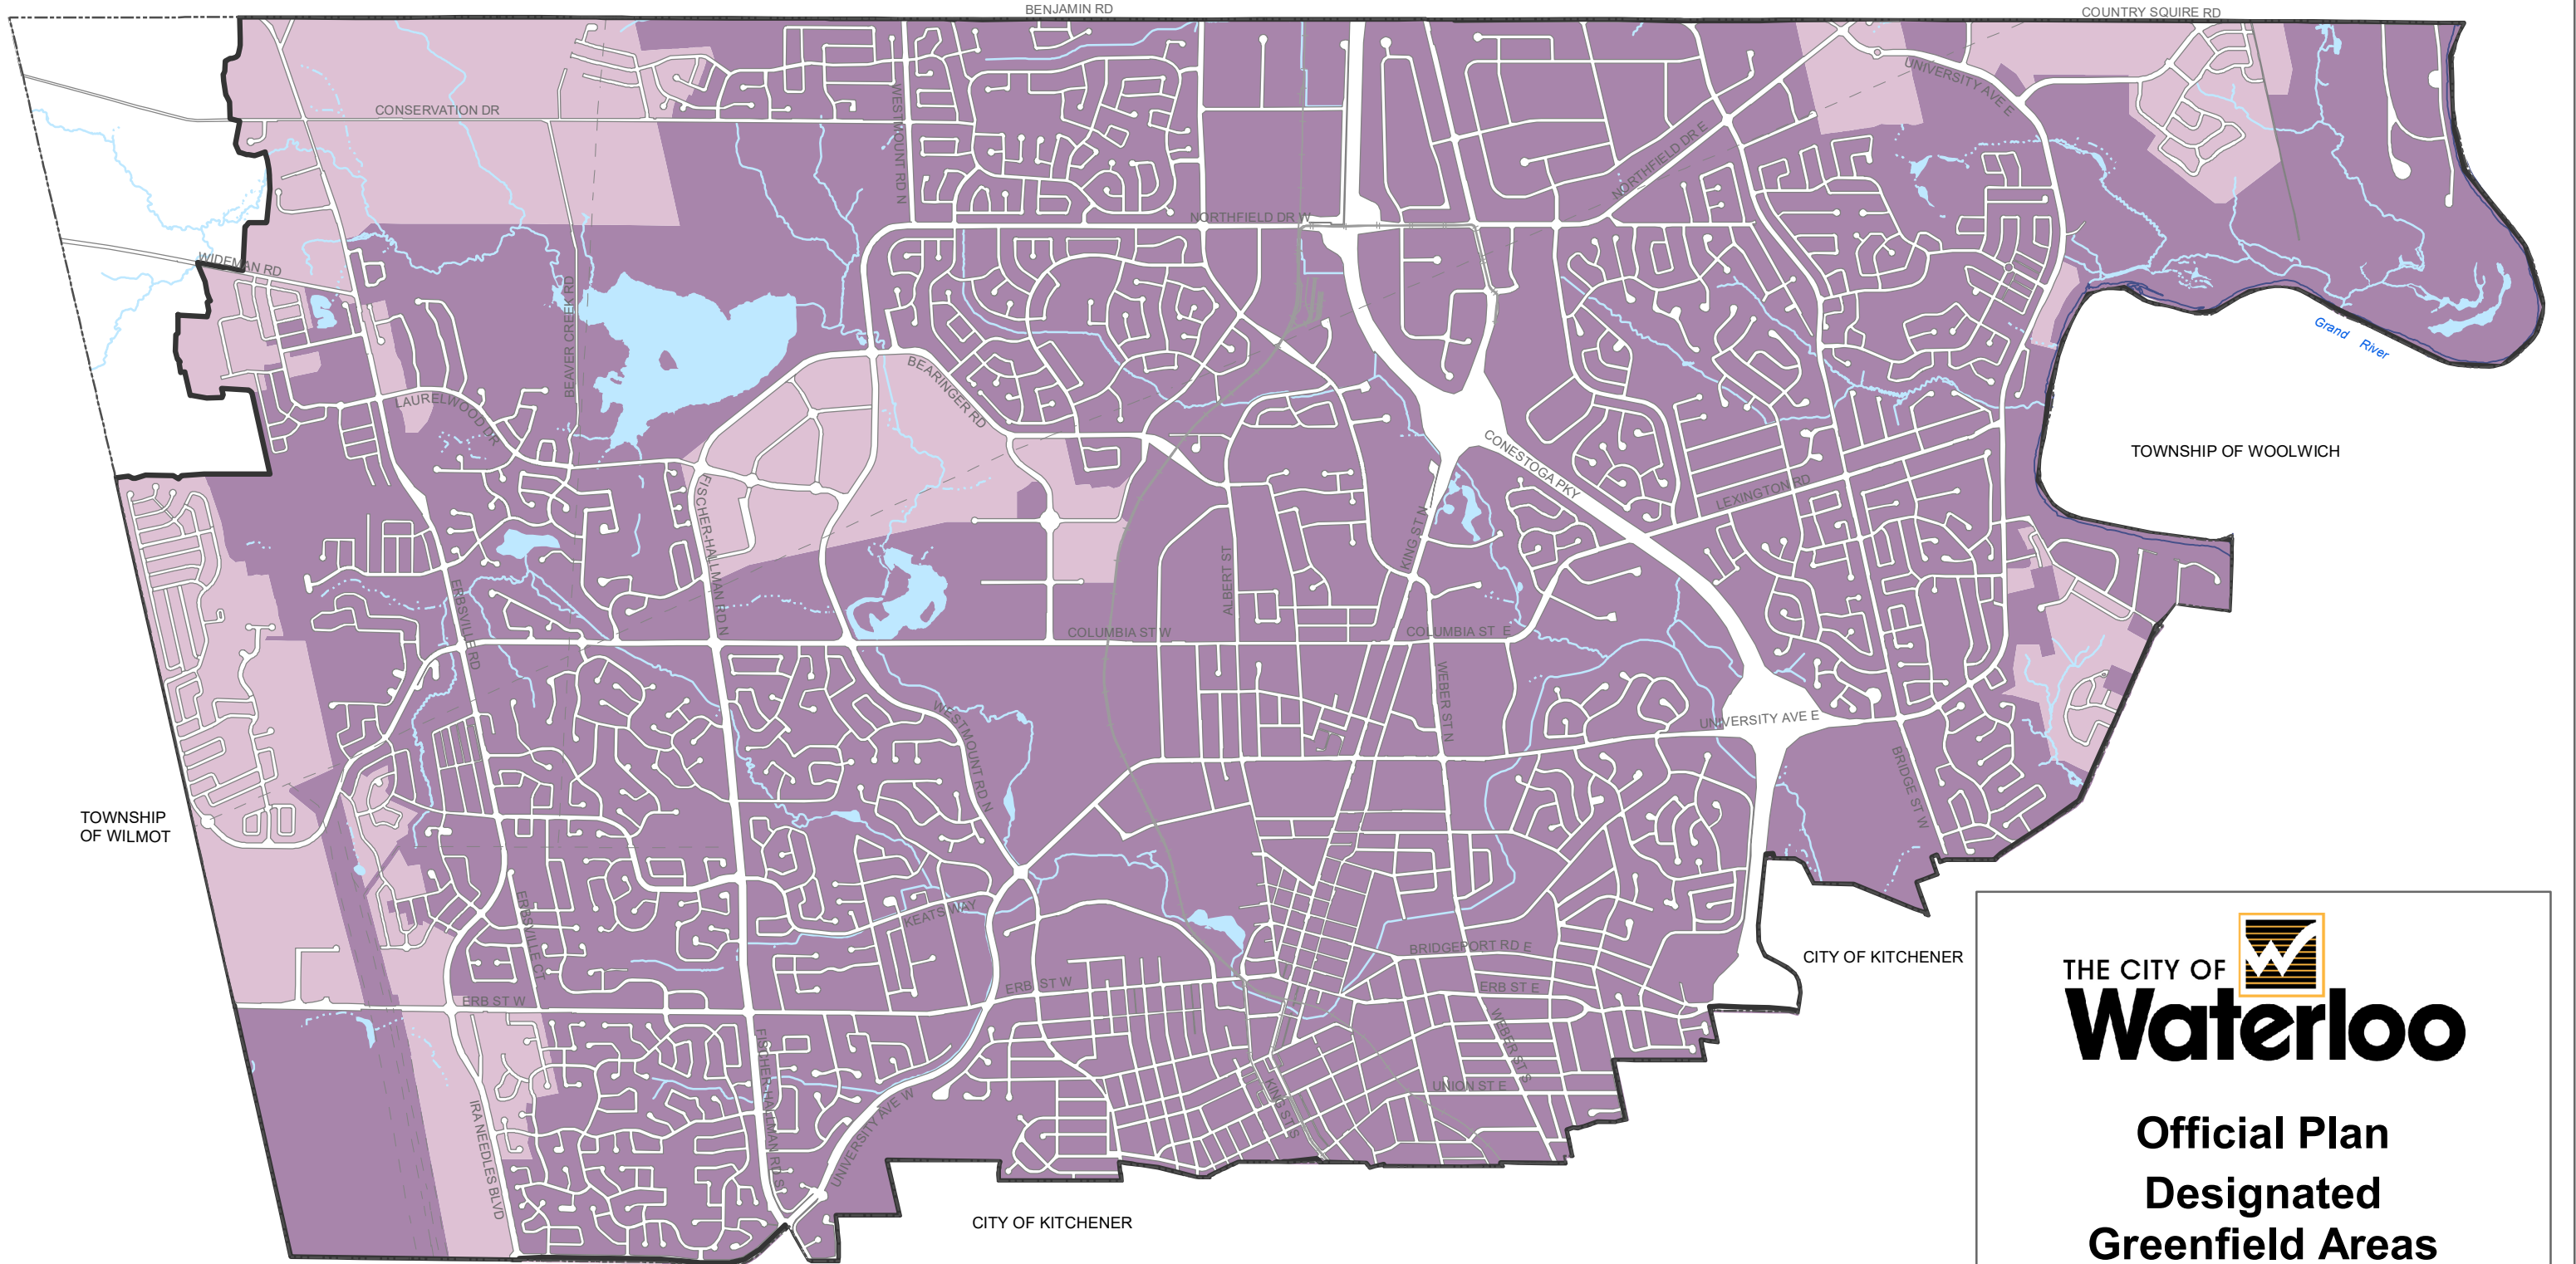 BENJAMIN RD
COUNTRY SQUIRE RD
UNIVERSITY AVE E
CONSERVATION DR
WESTMOUNT RD N
NORTHFIELD DR E
NORTHFIELD DR W
WIDEMAN RD
BEAVER CREEK RD
Grand River
BEARINGER RD
LAURELWOOD DR
CONESTOGA PKY
TOWNSHIP OF WOOLWICH
LEXINGTON RD
FISCHER-HALLMAN RD N
KING ST N
ALBERT ST
ERBSVILLE RD
COLUMBIA ST W
COLUMBIA ST E
WEBER ST N
WESTMOUNT RD N
UNIVERSITY AVE E
BRIDGE ST W
TOWNSHIP
OF WILMOT
KEATS WAY
ERBSVILLE CT
BRIDGEPORT RD E
CITY OF KITCHENER
ERB ST W
ERB ST W
ERB ST E
WEBER ST S
FISCHER-HALLMAN RD S
UNION ST E
KING ST S
UNIVERSITY AVE W
IRA NEEDLES BLVD
CITY OF KITCHENER
THE CITY OF
Waterloo
Official Plan
Designated
Greenfield Areas